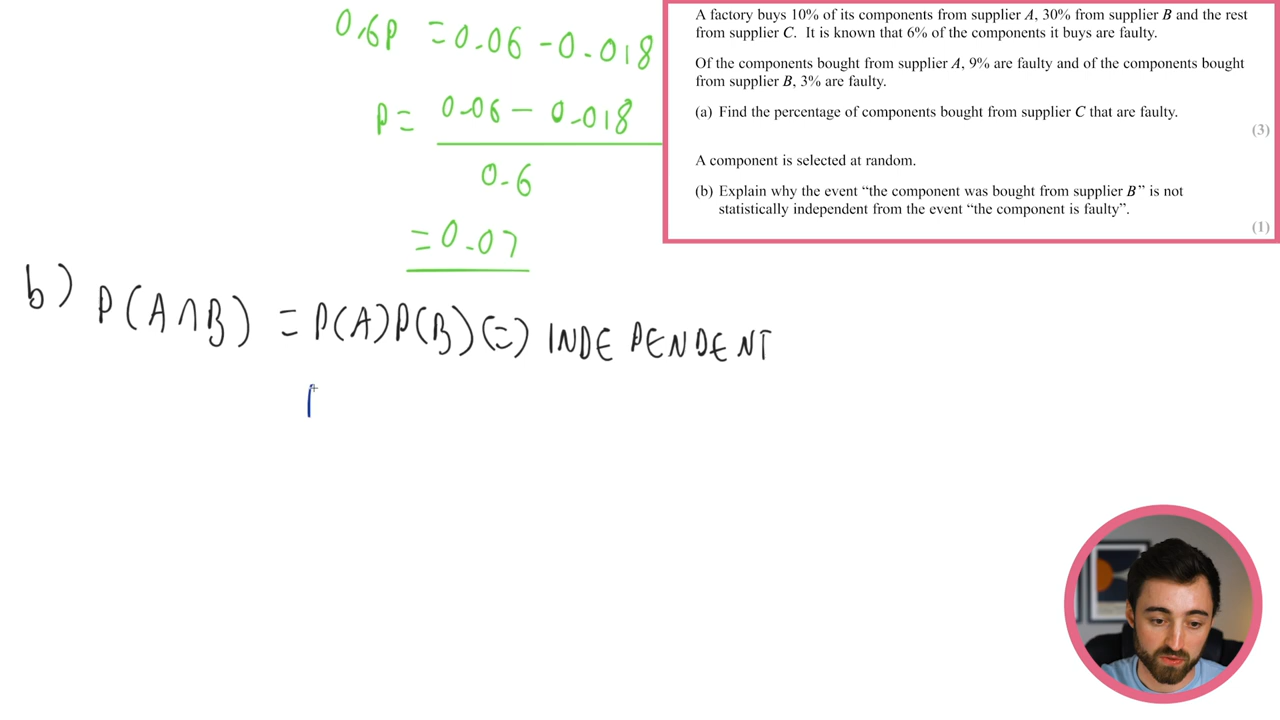 0.6P = 0.06 - 0.018
P = 0.06 - 0.018
0.6
= 0.07
A factory buys 10% of its components from supplier A, 30% from supplier B and the rest
from supplier C. It is known that 6% of the components it buys are faulty.
Of the components bought from supplier A, 9% are faulty and of the components bought
from supplier B, 3% are faulty.
(a) Find the percentage of components bought from supplier C that are faulty.
(3)
A component is selected at random.
(b) Explain why the event “the component was bought from supplier B” is not
statistically independent from the event “the component is faulty”.
(1)
b) P(A∩B) = P(A)P(B) (=) INDEPENDENT